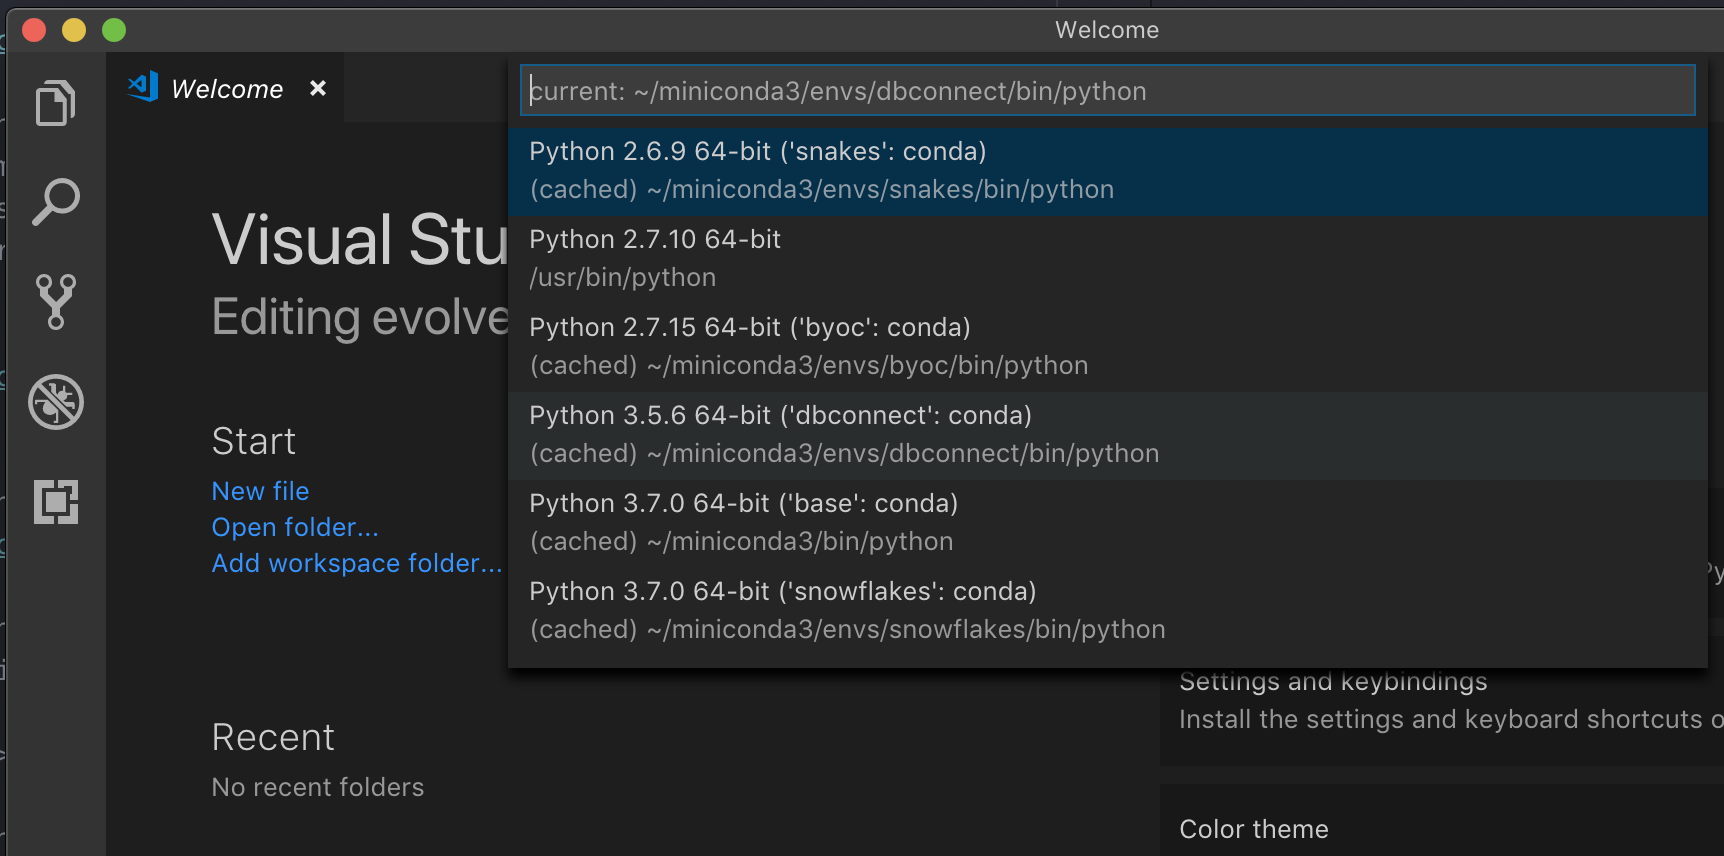 Welcome
Welcome
current: ~/miniconda3/envs/dbconnect/bin/python
Python 2.6.9 64-bit ('snakes': conda)
(cached) ~/miniconda3/envs/snakes/bin/python
Python 2.7.10 64-bit
/usr/bin/python
Python 2.7.15 64-bit ('byoc': conda)
(cached) ~/miniconda3/envs/byoc/bin/python
Python 3.5.6 64-bit ('dbconnect': conda)
(cached) ~/miniconda3/envs/dbconnect/bin/python
Python 3.7.0 64-bit ('base': conda)
(cached) ~/miniconda3/bin/python
Python 3.7.0 64-bit ('snowflakes': conda)
(cached) ~/miniconda3/envs/snowflakes/bin/python
Visual Stu
Editing evolve
Start
New file
Open folder...
Add workspace folder...
Recent
No recent folders
Settings and keybindings
Install the settings and keyboard shortcuts o
Color theme